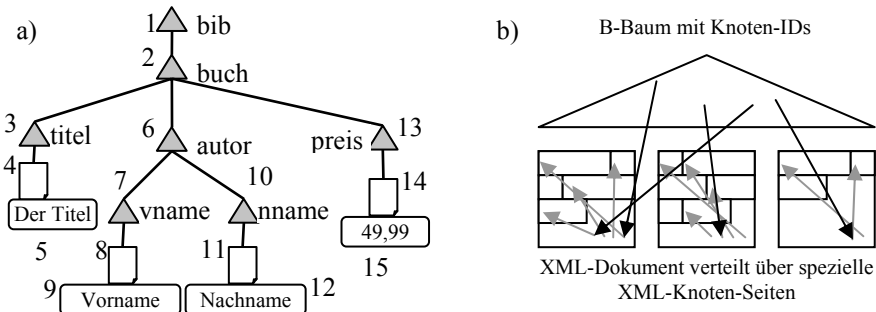 a)
1 bib
2 buch
3 titel
6 autor
preis 13
4
Der Titel
5
7 vname
10 nname
14
49,99
15
8
11
9 Vorname
Nachname 12
b)
B-Baum mit Knoten-IDs
XML-Dokument verteilt über spezielle
XML-Knoten-Seiten